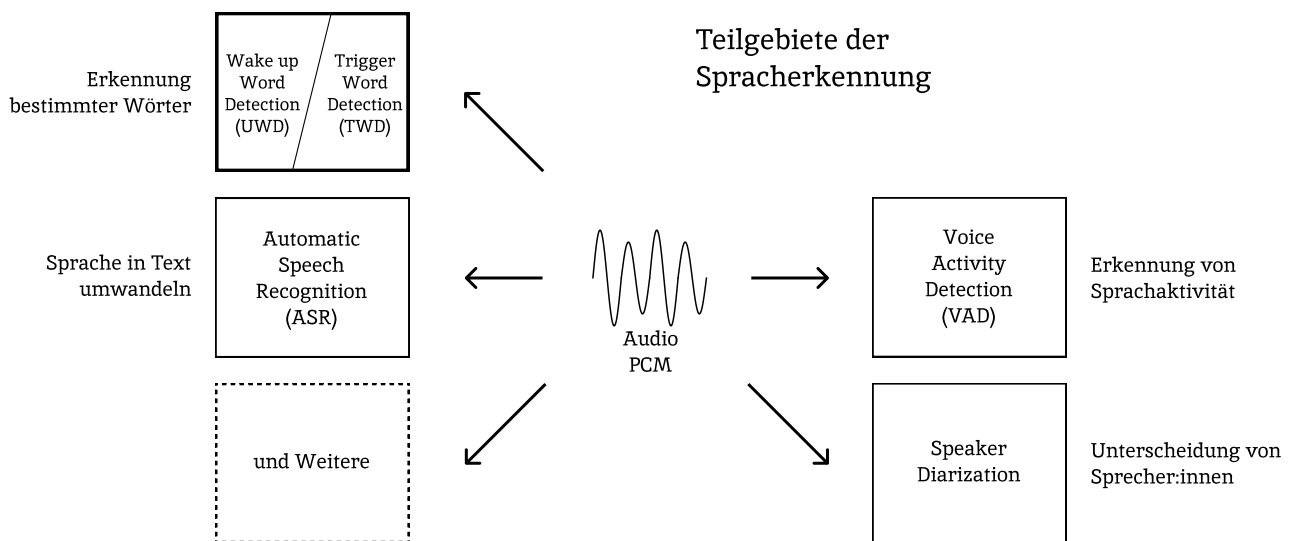 Teilgebiete der
Spracherkennung
Erkennung
bestimmter Wörter
Wake up
Word
Detection
(UWD)
Trigger
Word
Detection
(TWD)
Sprache in Text
umwandeln
Automatic
Speech
Recognition
(ASR)
und Weitere
Audio
PCM
Voice
Activity
Detection
(VAD)
Erkennung von
Sprachaktivität
Speaker
Diarization
Unterscheidung von
Sprecher:innen